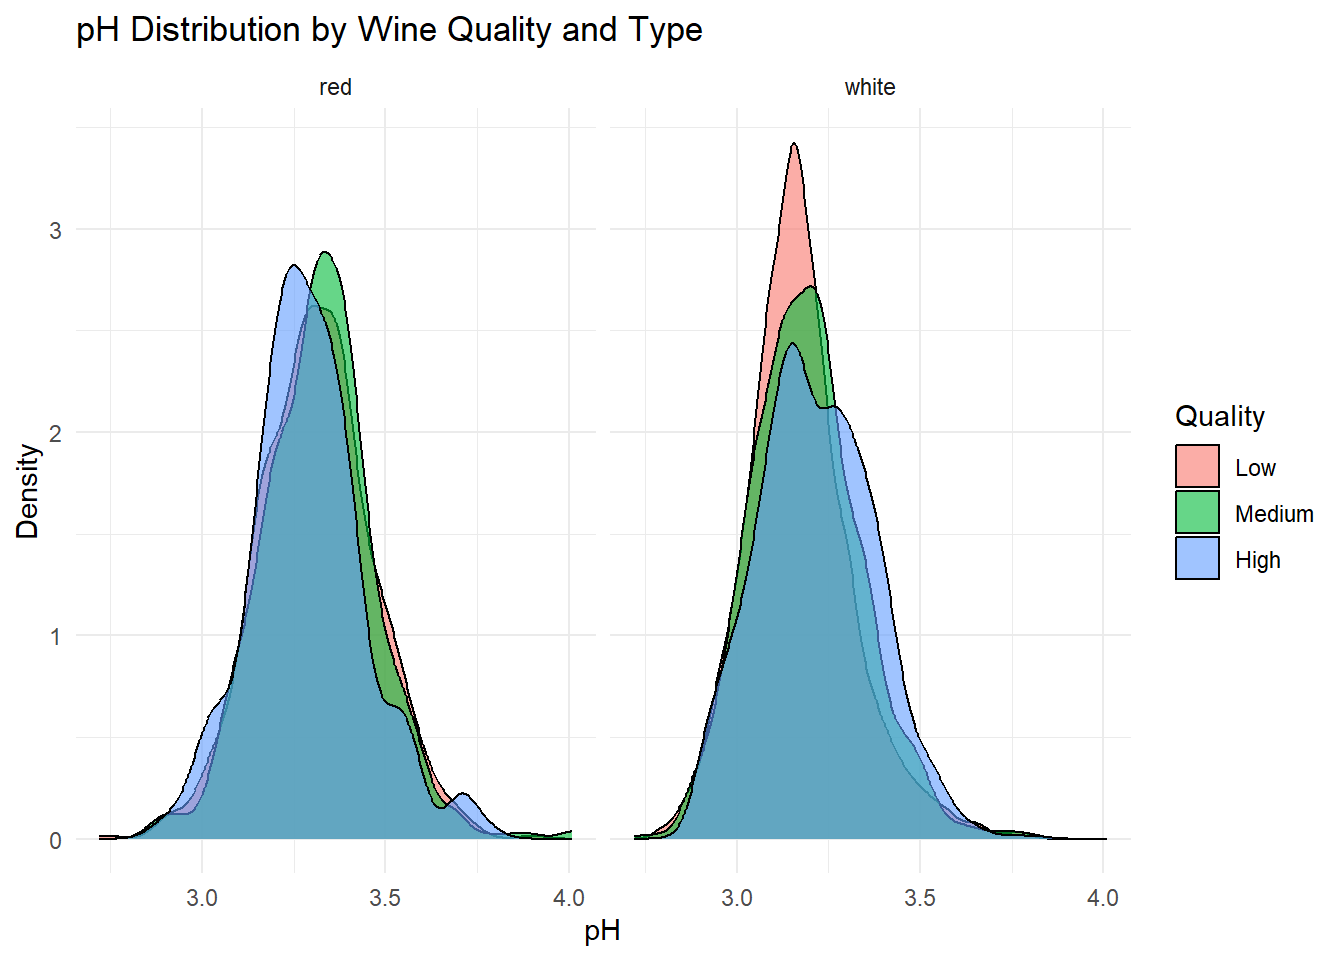 pH Distribution by Wine Quality and Type
red
white
3
2
1
0
Density
3.0
3.5
4.0
3.0
3.5
4.0
pH
Quality
Low
Medium
High